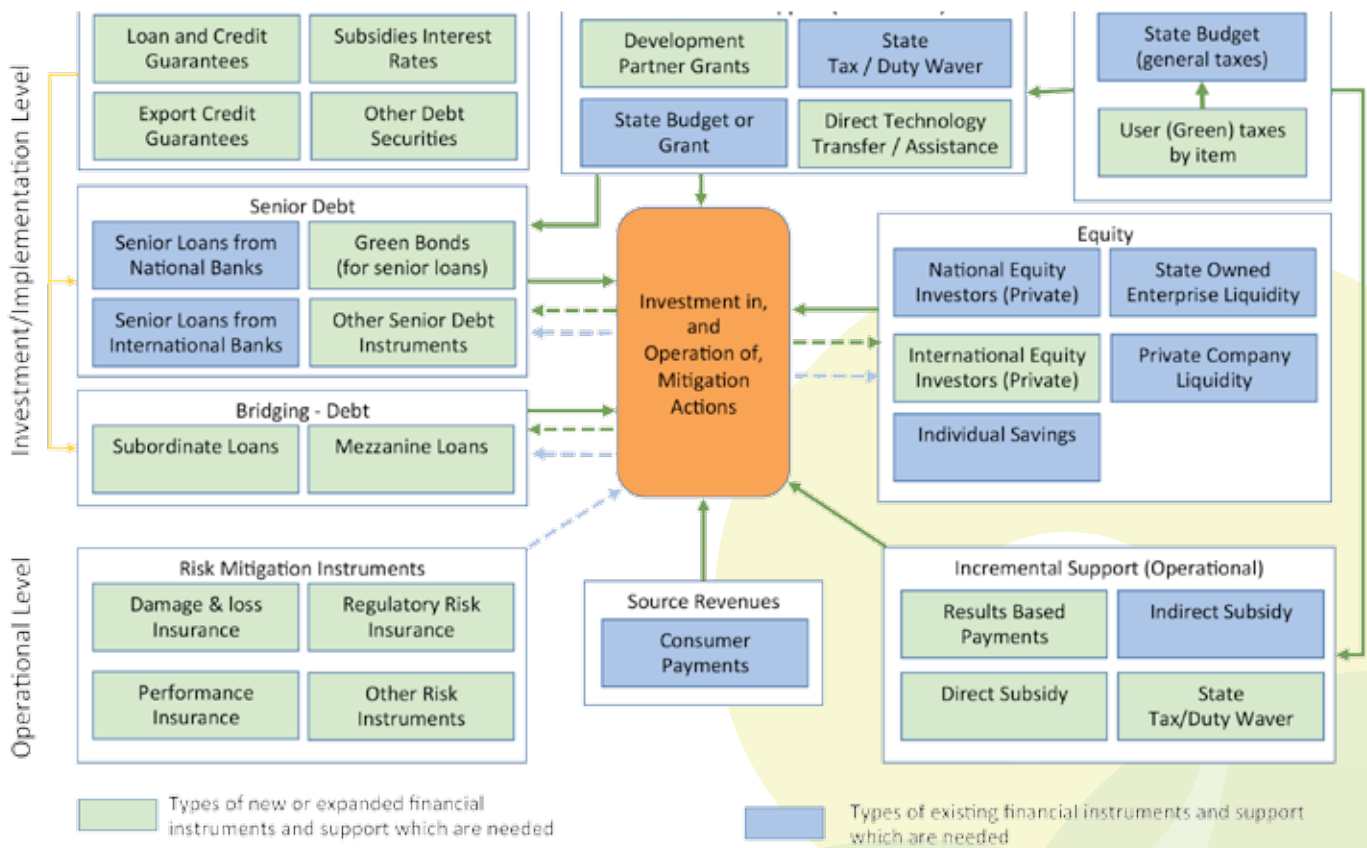 Investment/Implementation Level
Loan and Credit
Guarantees
Subsidies Interest
Rates
Export Credit
Guarantees
Other Debt
Securities
Development
Partner Grants
State
Tax / Duty Waver
State Budget or
Grant
Direct Technology
Transfer / Assistance
State Budget
(general taxes)
User (Green) taxes
by item
Senior Debt
Senior Loans from
National Banks
Green Bonds
(for senior loans)
Senior Loans from
International Banks
Other Senior Debt
Instruments
Bridging - Debt
Subordinate Loans
Mezzanine Loans
Investment in,
and
Operation of,
Mitigation
Actions
Equity
National Equity
Investors (Private)
State Owned
Enterprise Liquidity
International Equity
Investors (Private)
Private Company
Liquidity
Individual Savings
Operational Level
Risk Mitigation Instruments
Damage & loss
Insurance
Regulatory Risk
Insurance
Performance
Insurance
Other Risk
Instruments
Source Revenues
Consumer
Payments
Incremental Support (Operational)
Results Based
Payments
Indirect Subsidy
Direct Subsidy
State
Tax/Duty Waver
Types of new or expanded financial
instruments and support which are needed
Types of existing financial instruments and support
which are needed